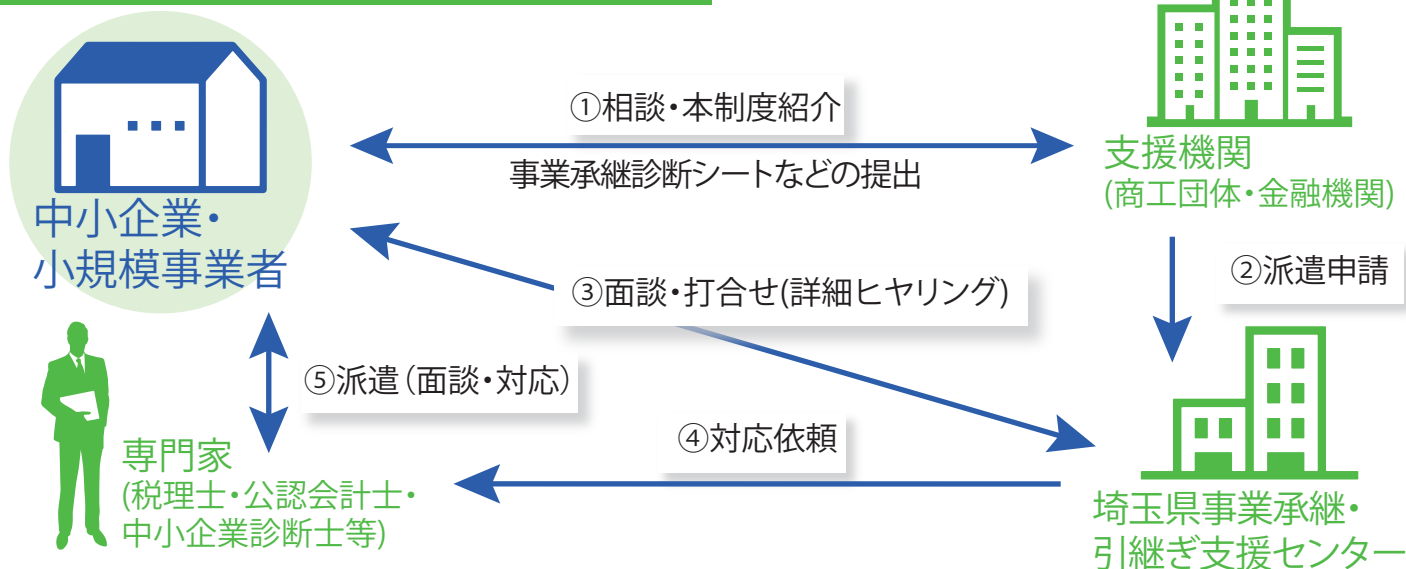 ①相談・本制度紹介
事業承継診断シートなどの提出
支援機関
(商工団体・金融機関)
中小企業・
小規模事業者
②派遣申請
③面談・打合せ(詳細ヒヤリング)
⑤派遣(面談・対応)
④対応依頼
専門家
(税理士・公認会計士・
中小企業診断士等)
埼玉県事業承継・
引継ぎ支援センター